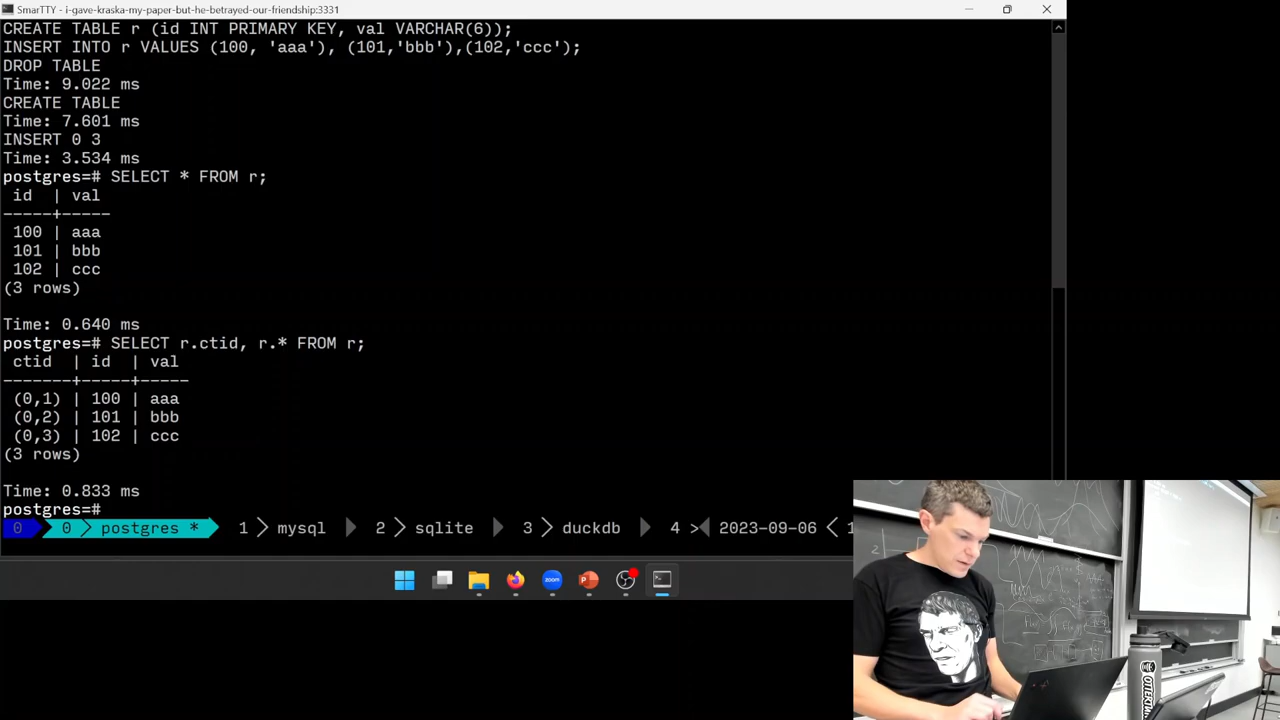 SmarTTY - i-gave-kraska-my-paper-but-he-betrayed-our-friendship:3331
CREATE TABLE r (id INT PRIMARY KEY, val VARCHAR(6));
INSERT INTO r VALUES (100, 'aaa'), (101,'bbb'),(102,'ccc');
DROP TABLE
Time: 9.022 ms
CREATE TABLE
Time: 7.601 ms
INSERT 0 3
Time: 3.534 ms
postgres=# SELECT * FROM r;
id | val
-----+-----
100 | aaa
101 | bbb
102 | ccc
(3 rows)
Time: 0.640 ms
postgres=# SELECT r.ctid, r.* FROM r;
ctid | id | val
-------+-----+-----
(0,1) | 100 | aaa
(0,2) | 101 | bbb
(0,3) | 102 | ccc
(3 rows)
Time: 0.833 ms
postgres=#
0 0 > postgres * 1 > mysql 2 > sqlite 3 > duckdb 4 > 2023-09-06 < 1
zoom
P